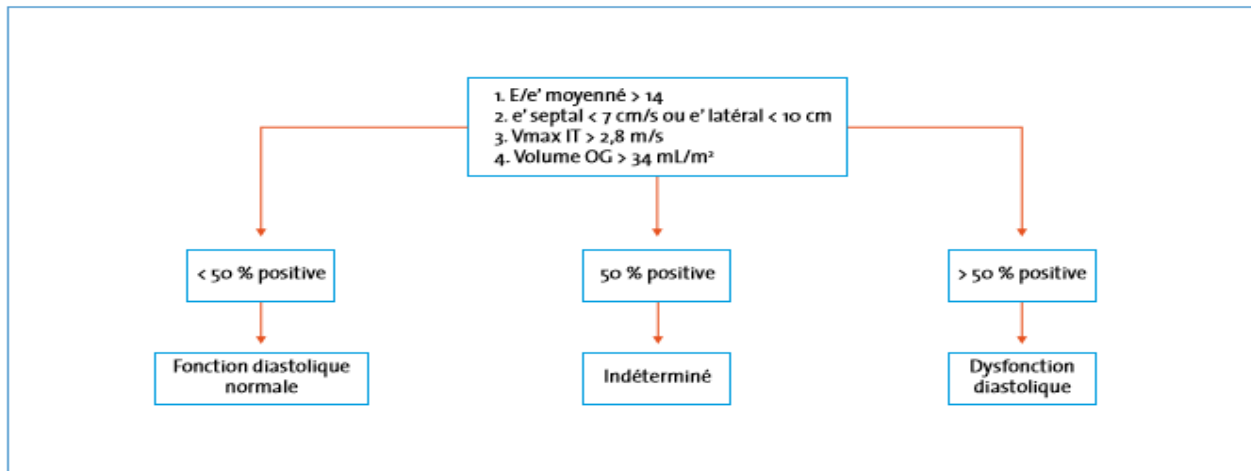 1. E/e' moyenné > 14
2. e' septal < 7 cm/s ou e' latéral < 10 cm
3. Vmax IT > 2,8 m/s
4. Volume OG > 34 mL/m²
< 50 % positive
50 % positive
> 50 % positive
Fonction diastolique
normale
Indéterminé
Dysfonction
diastolique